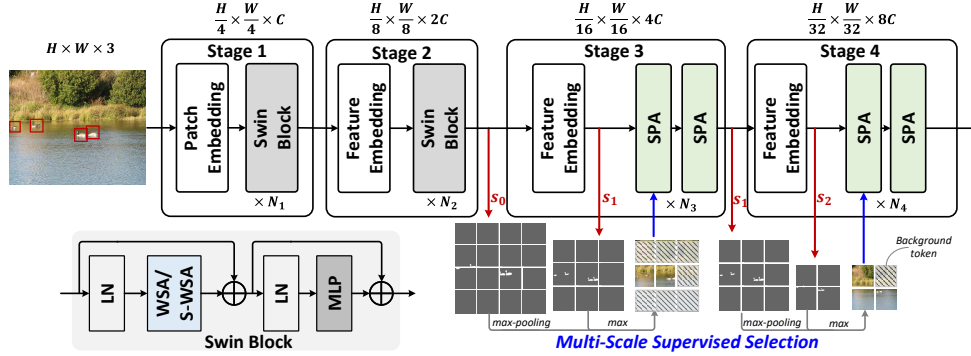 H × W × 3
H/4 × W/4 × C
Stage 1
Patch Embedding
Swin Block
× N₁
H/8 × W/8 × 2C
Stage 2
Feature Embedding
Swin Block
× N₂
H/16 × W/16 × 4C
Stage 3
Feature Embedding
SPA
SPA
× N₃
H/32 × W/32 × 8C
Stage 4
Feature Embedding
SPA
SPA
× N₄
s₀
s₁
s₁
s₂
Background
token
LN
WSA/
S-WSA
LN
MLP
Swin Block
max-pooling
max
max-pooling
max
Multi-Scale Supervised Selection